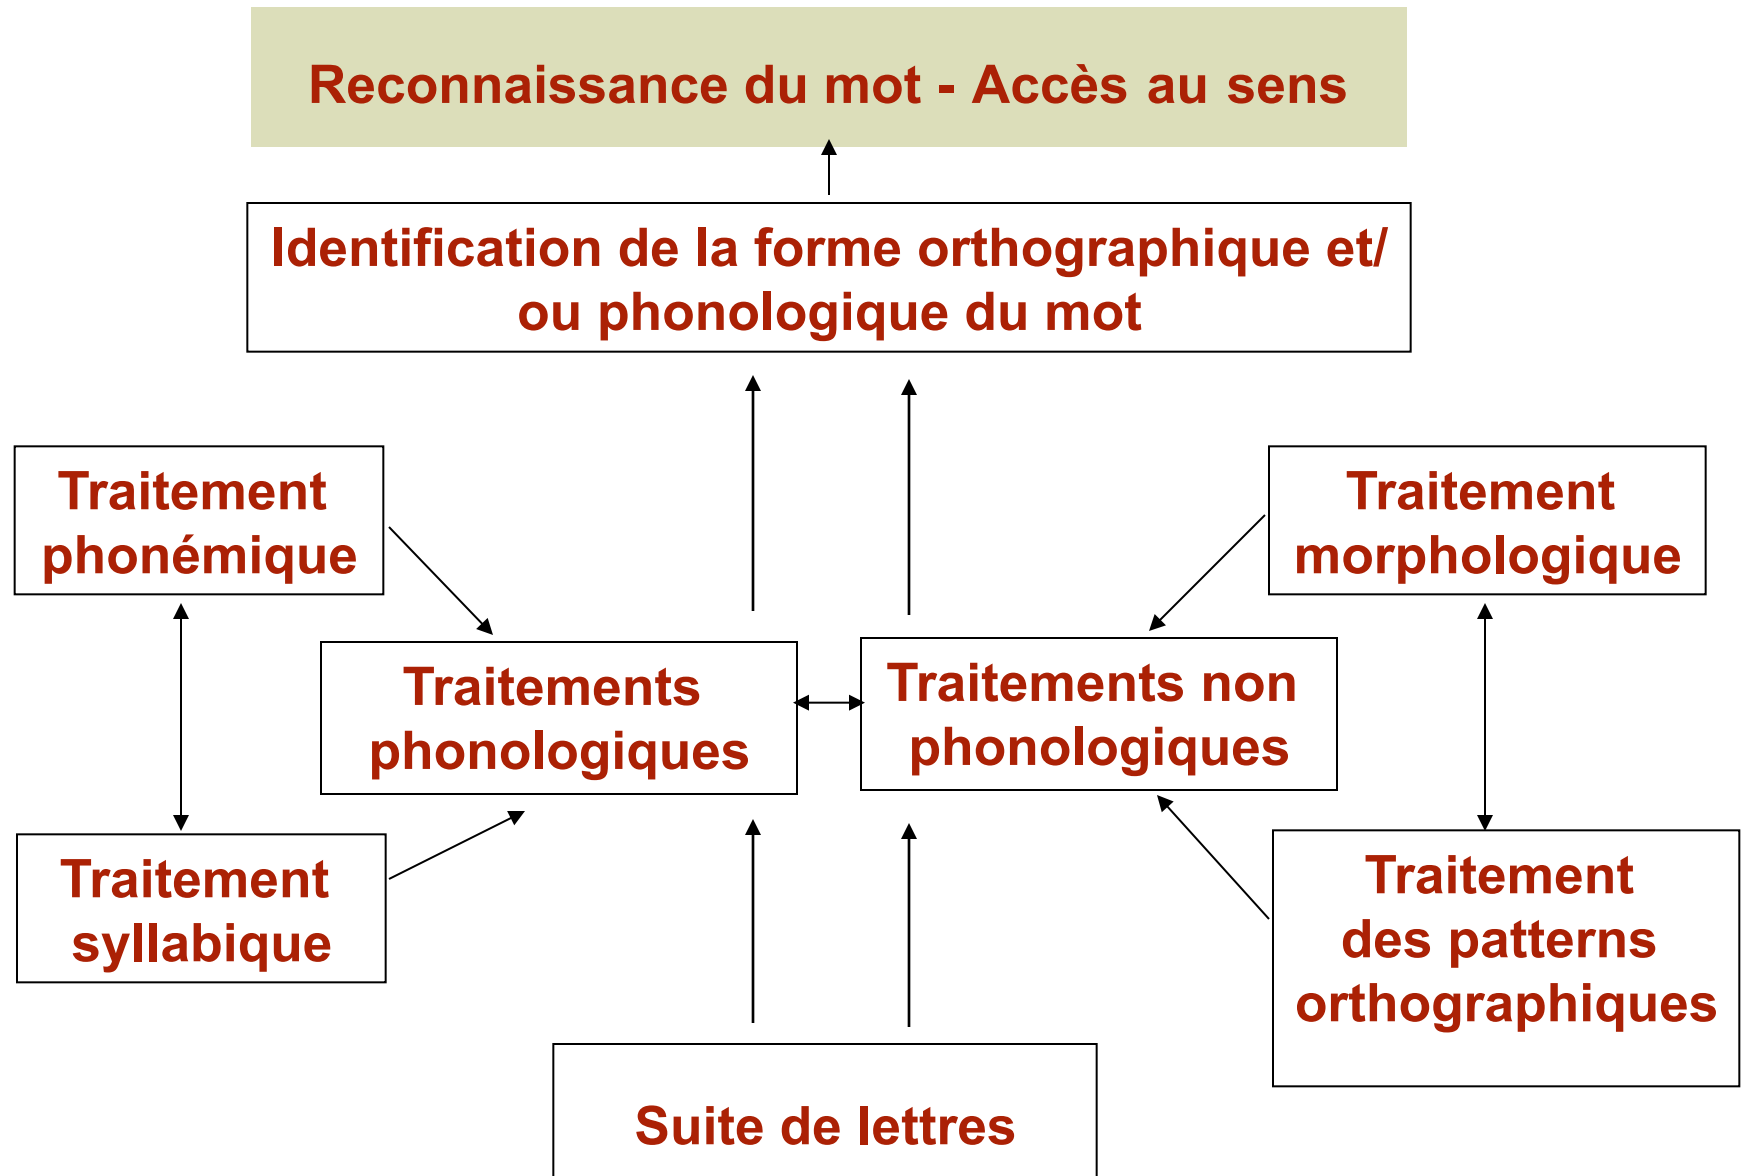 Reconnaissance du mot - Accès au sens
Identification de la forme orthographique et/
ou phonologique du mot
Traitement
phonémique
Traitement
morphologique
Traitements
phonologiques
Traitements non
phonologiques
Traitement
syllabique
Traitement
des patterns
orthographiques
Suite de lettres